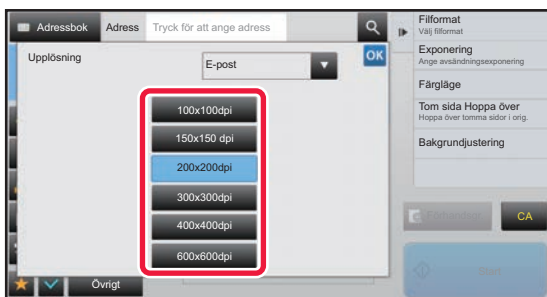 Adressbok
Adress
Tryck för att ange adress
Upplösning
E-post
OK
100x100dpi
150x150 dpi
200x200dpi
300x300dpi
400x400dpi
600x600dpi
Övrigt
Filformat
Välj filformat
Exponering
Ange avsändningsexponering
Färgläge
Tom sida Hoppa över
Hoppa över tomma sidor i orig.
Bakgrundjustering
CA
Start